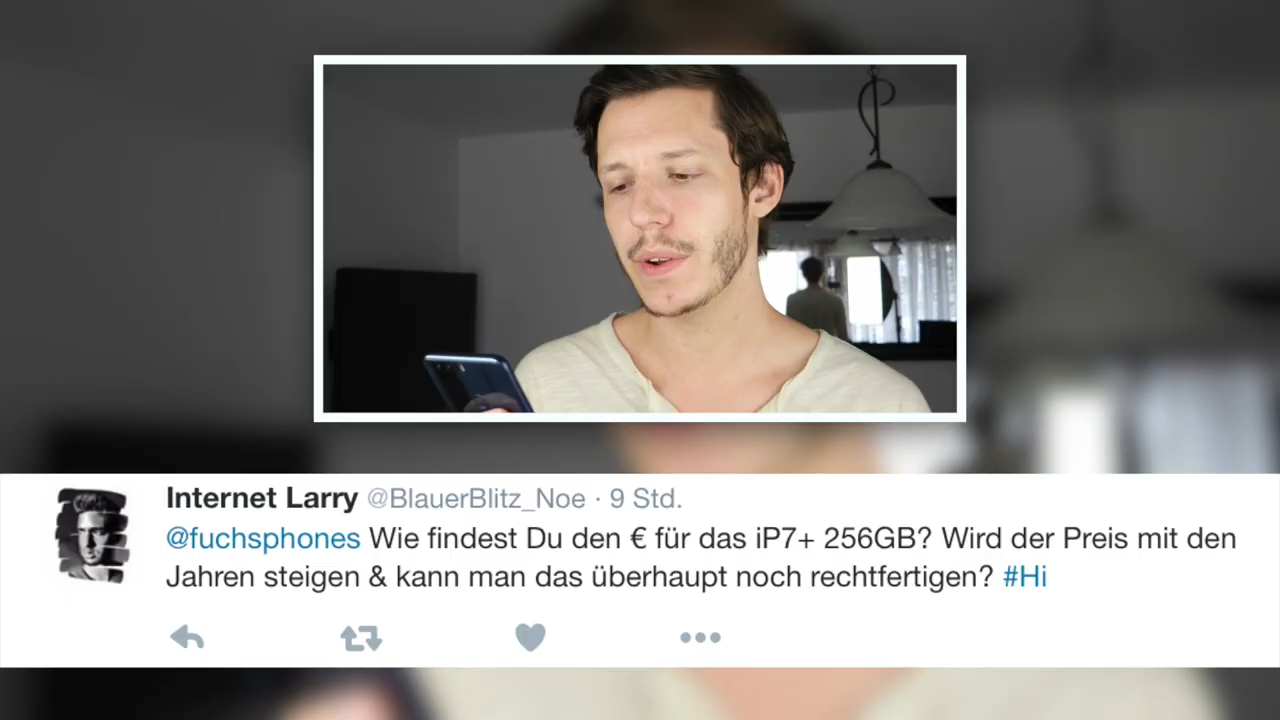 Internet Larry @BlauerBlitz_Noe · 9 Std.
@fuchsphones Wie findest Du den € für das iP7+ 256GB? Wird der Preis mit den
Jahren steigen & kann man das überhaupt noch rechtfertigen? #Hi